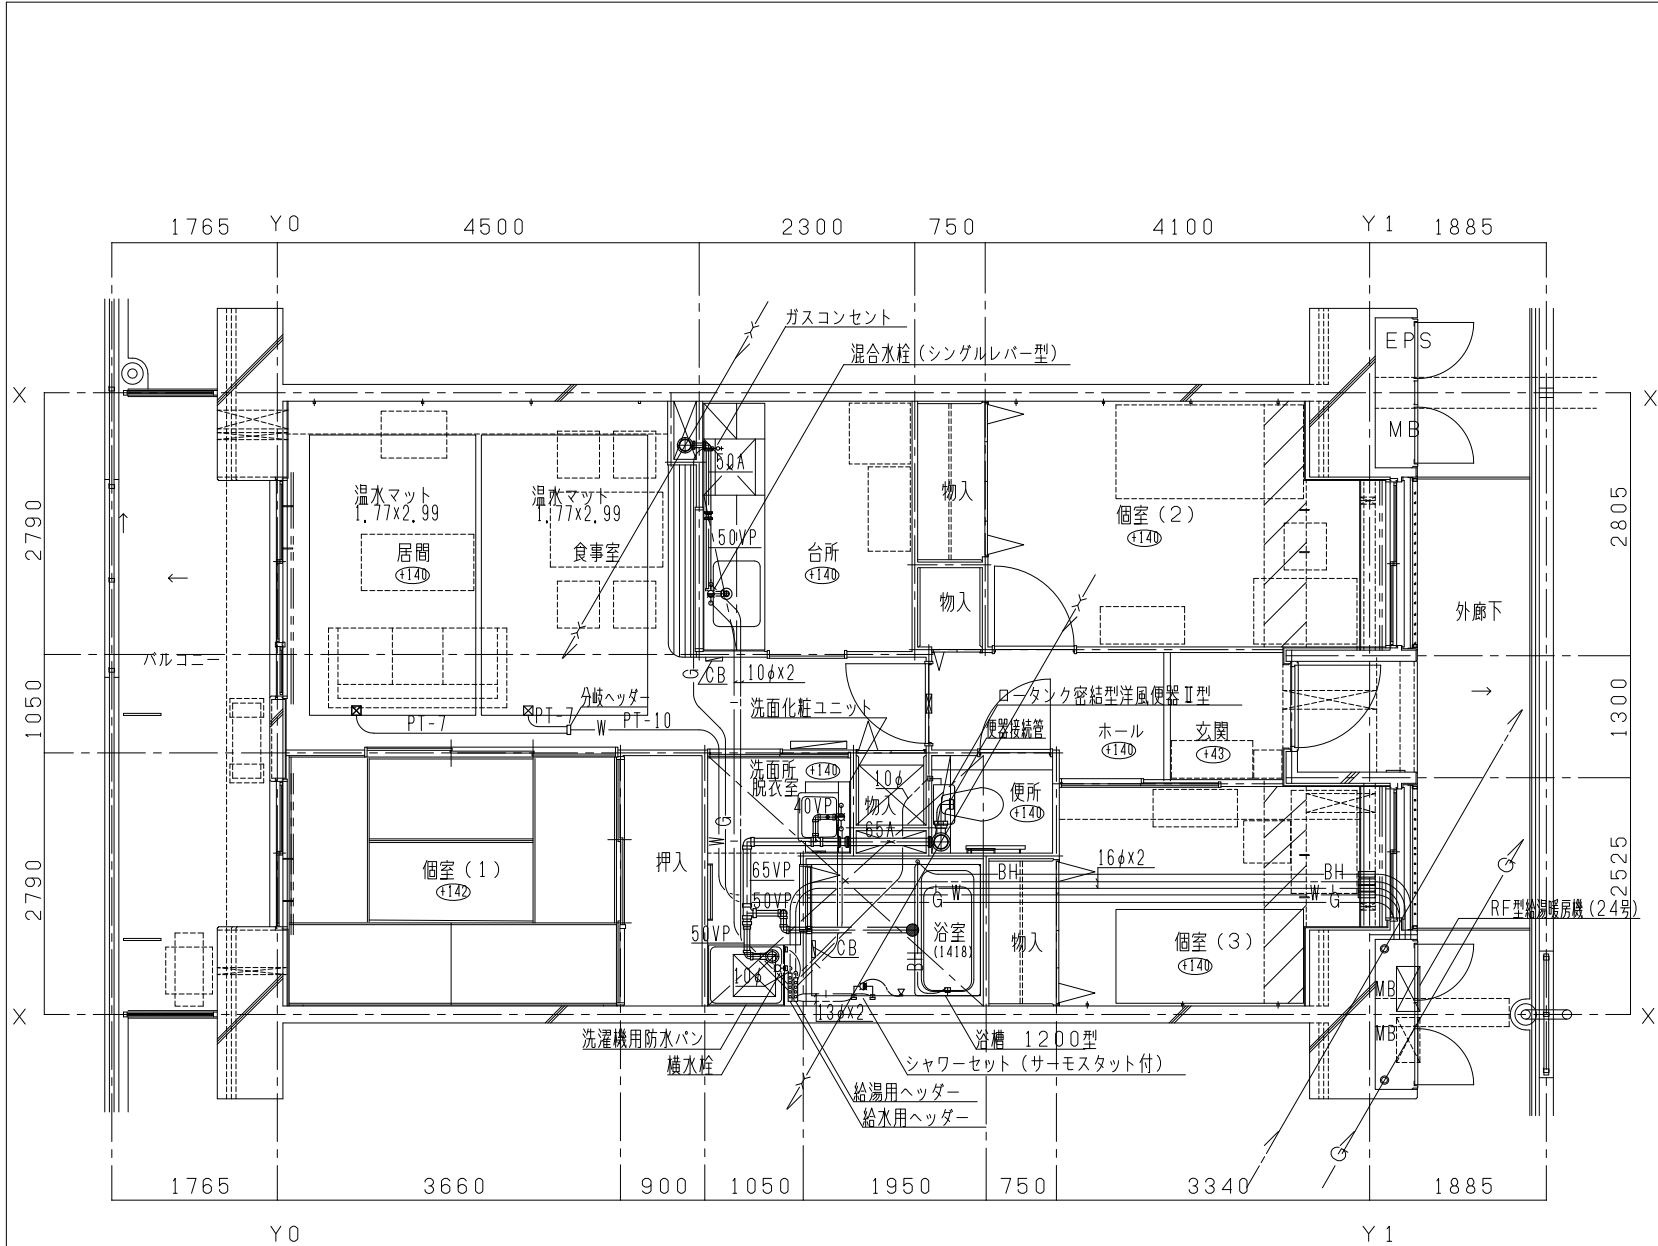 1765
Y0
4500
2300
750
4100
Y1
1885
ガスコンセント
混合水栓（シングルレバー型）
EPS
X
X
MB
50A
温水マット
1.77x2.99
温水マット
1.77x2.99
物入
個室（2）
+140
2790
2805
50VP
居間
+140
食事室
台所
+140
物入
外廊下
バルコニー
G
CB
10φx2
分岐ヘッダー
洗面化粧ユニット
ロータンク密結型洋風便器Ⅱ型
PT-7
PT-7
W
PT-10
便器接続管
ホール
+140
玄関
+43
1050
1300
洗面所
脱衣室
+140
10φ
物入
便所
+140
40VP
65A
G
W
個室（1）
+142
押入
65VP
50VP
BH
16φx2
BH
W
W
G
G
2790
2525
RF型給湯暖房機(24号)
50VP
CB
浴室
(1418)
BH
物入
個室（3）
+140
10φ
MB
13φx2
MB
X
X
洗濯機用防水パン
浴槽 1200型
横水栓
シャワーセット（サーモスタット付）
給湯用ヘッダー
給水用ヘッダー
G
1765
3660
900
1050
1950
750
3340
1885
Y0
Y1